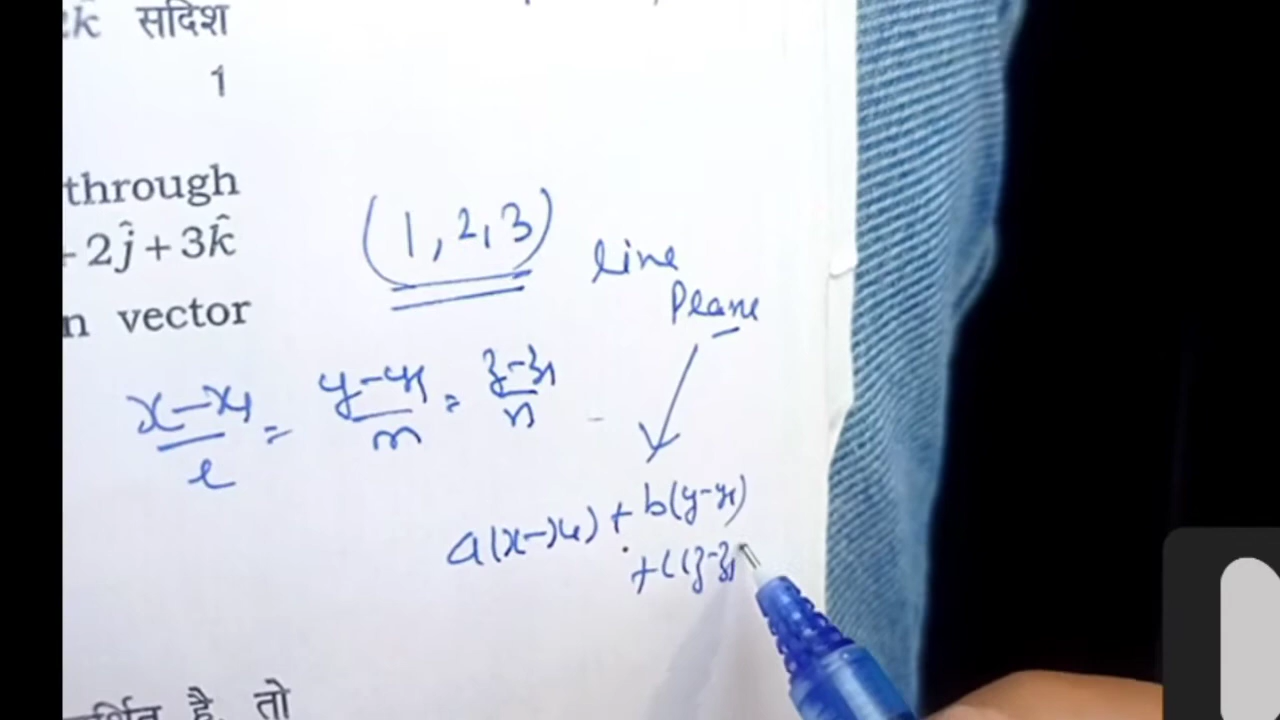 k̂ सदिश
1
through
2ĵ+3k̂
(1,2,3)
line
n vector
Plane
x-x₁/l = y-y₁/m = z-z₁/n
a(x-x₁) + b(y-y₁)
+c(z-z₁
है, तो